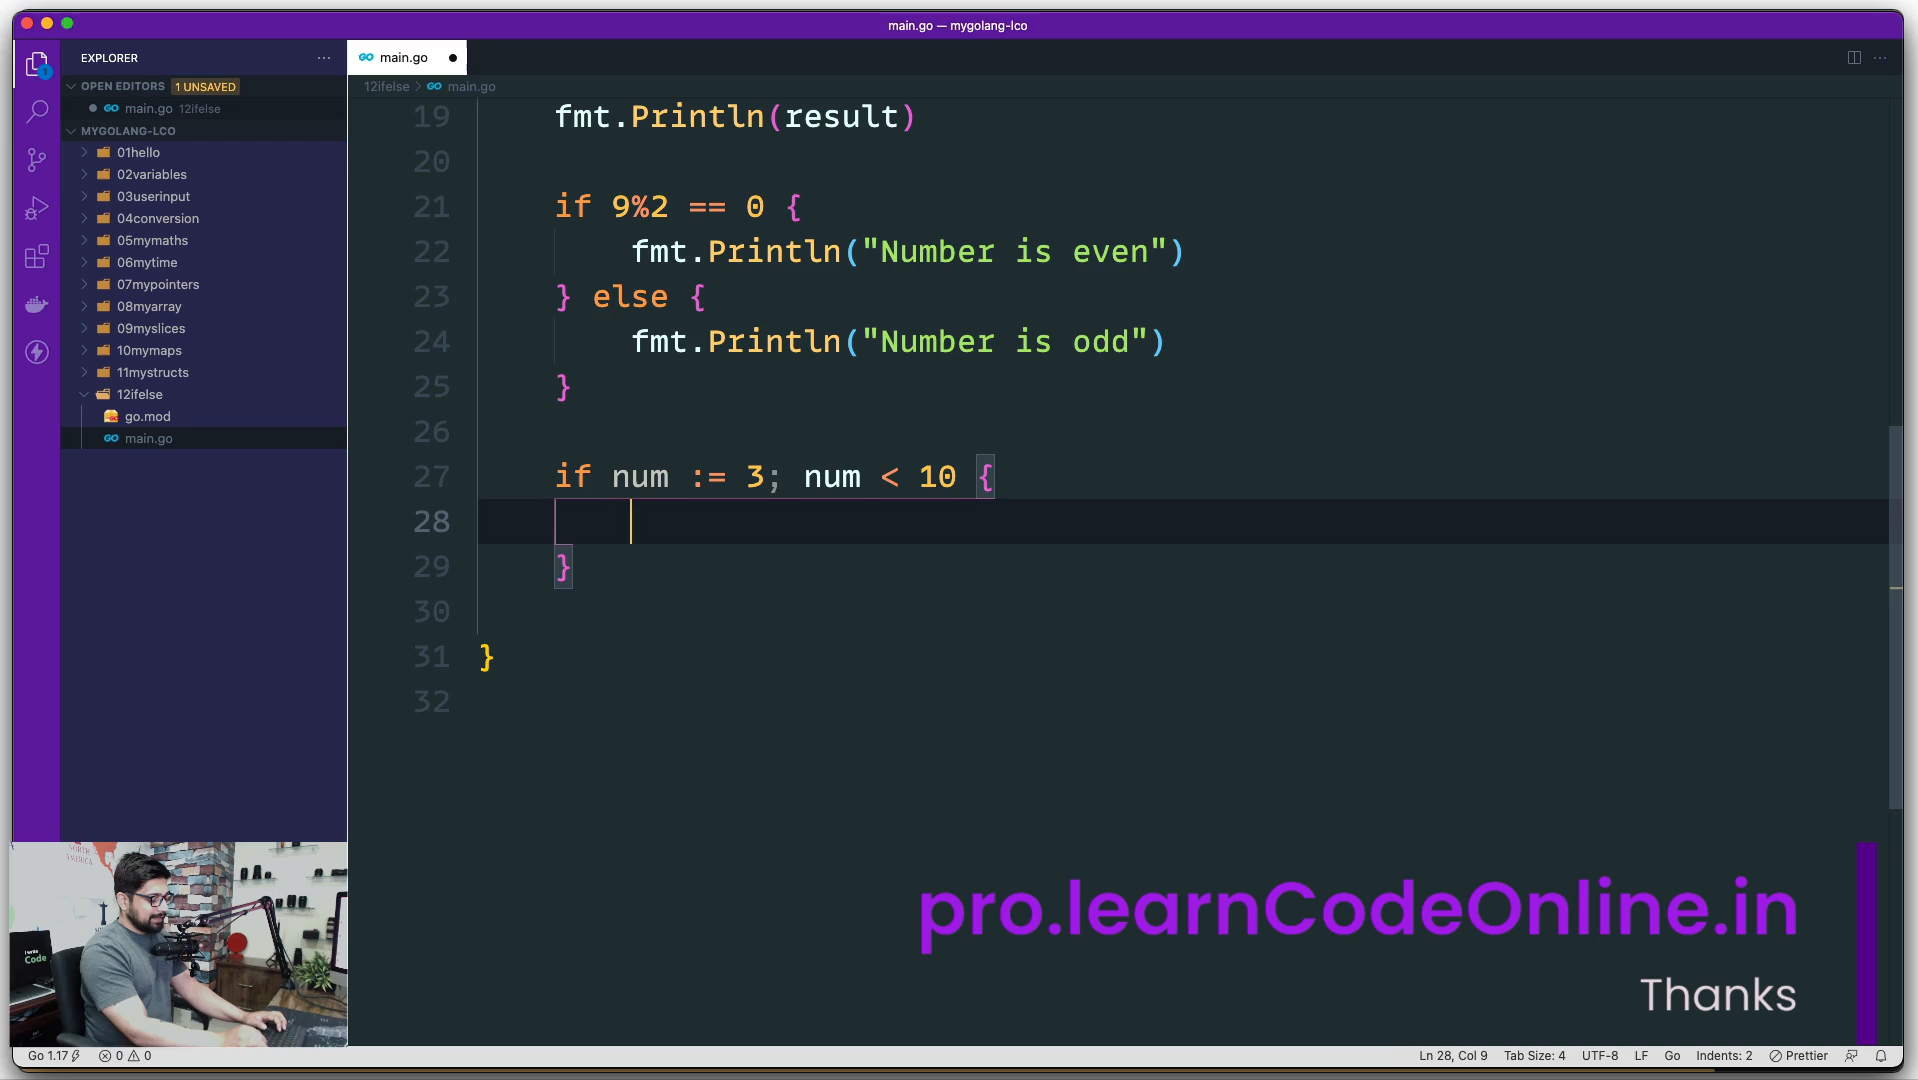 main.go — mygolang-lco
EXPLORER
main.go
OPEN EDITORS 1 UNSAVED
main.go 12ifelse
MYGOLANG-LCO
01hello
02variables
03userinput
04conversion
05mymaths
06mytime
07mypointers
08myarray
09myslices
10mymaps
11mystructs
12ifelse
go.mod
main.go
12ifelse > main.go
19 fmt.Println(result)
20
21 if 9%2 == 0 {
22 fmt.Println("Number is even")
23 } else {
24 fmt.Println("Number is odd")
25 }
26
27 if num := 3; num < 10 {
28
29 }
30
31 }
32
NORTH
AMERICA
Code
pro.learnCodeOnline.in
Thanks
Go 1.17 0 0 Ln 28, Col 9 Tab Size: 4 UTF-8 LF Go Indents: 2 Prettier